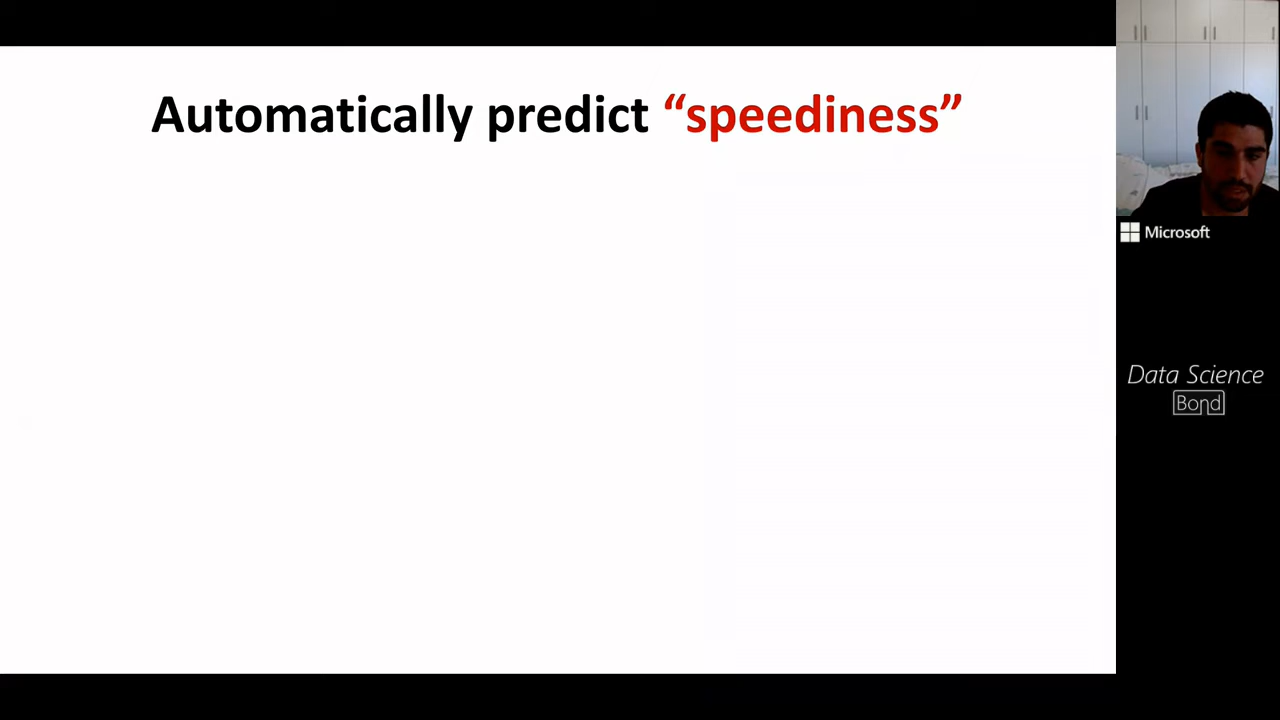 Automatically predict “speediness”
Microsoft
Data Science
Bond